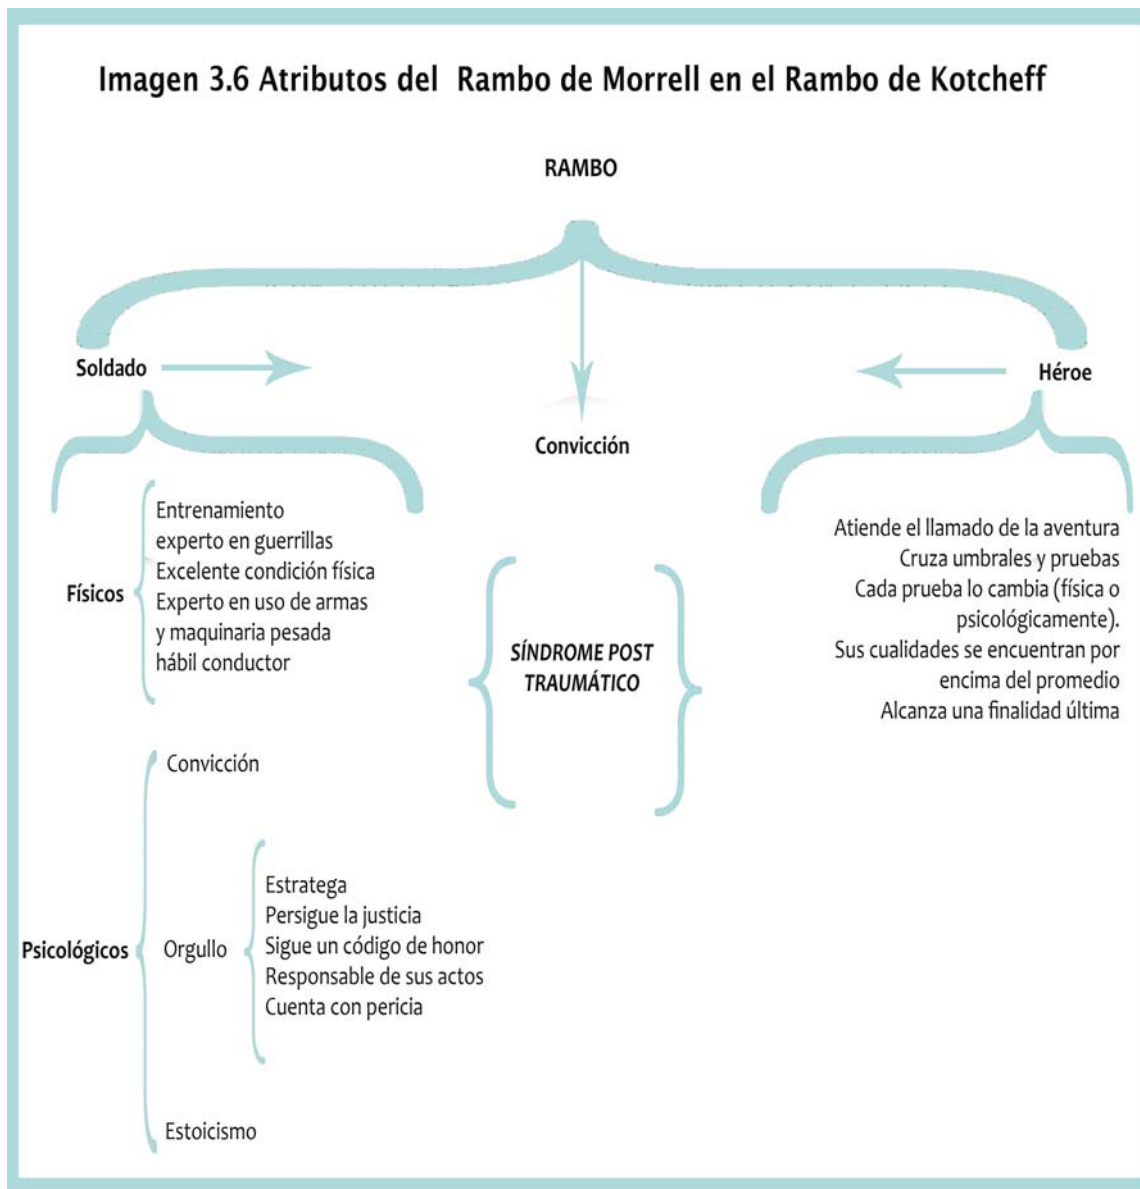 Imagen 3.6 Atributos del Rambo de Morrell en el Rambo de Kotcheff
RAMBO
Soldado
Héroe
Convicción
Físicos
Entrenamiento
experto en guerrillas
Excelente condición física
Experto en uso de armas
y maquinaria pesada
hábil conductor
SÍNDROME POST
TRAUMÁTICO
Atiende el llamado de la aventura
Cruza umbrales y pruebas
Cada prueba lo cambia (física o
psicológicamente).
Sus cualidades se encuentran por
encima del promedio
Alcanza una finalidad última
Psicológicos
Convicción
Orgullo
Estratega
Persigue la justicia
Sigue un código de honor
Responsable de sus actos
Cuenta con pericia
Estoicismo